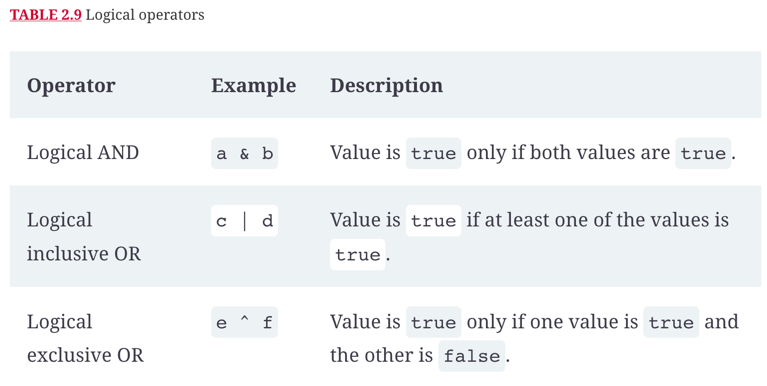 TABLE 2.9 Logical operators
Operator Example Description
Logical AND a & b Value is true only if both values are true.
Logical c | d Value is true if at least one of the values is
inclusive OR true.
Logical e ^ f Value is true only if one value is true and
exclusive OR the other is false.